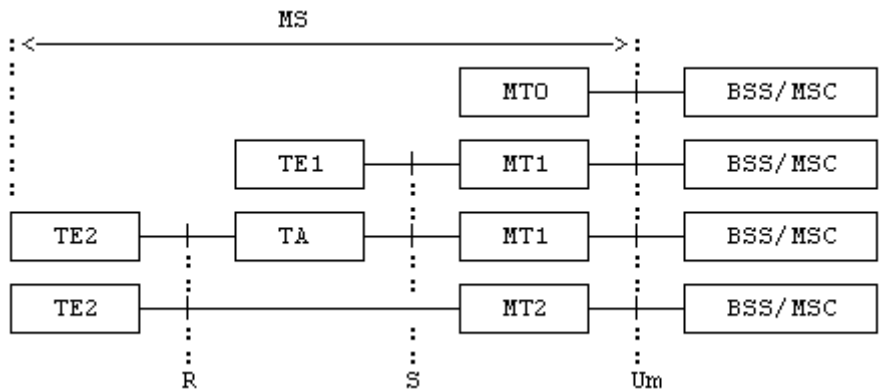 MS
MT0 BSS/MSC
TE1 MT1 BSS/MSC
TE2 TA MT1 BSS/MSC
TE2 MT2 BSS/MSC
R S Um